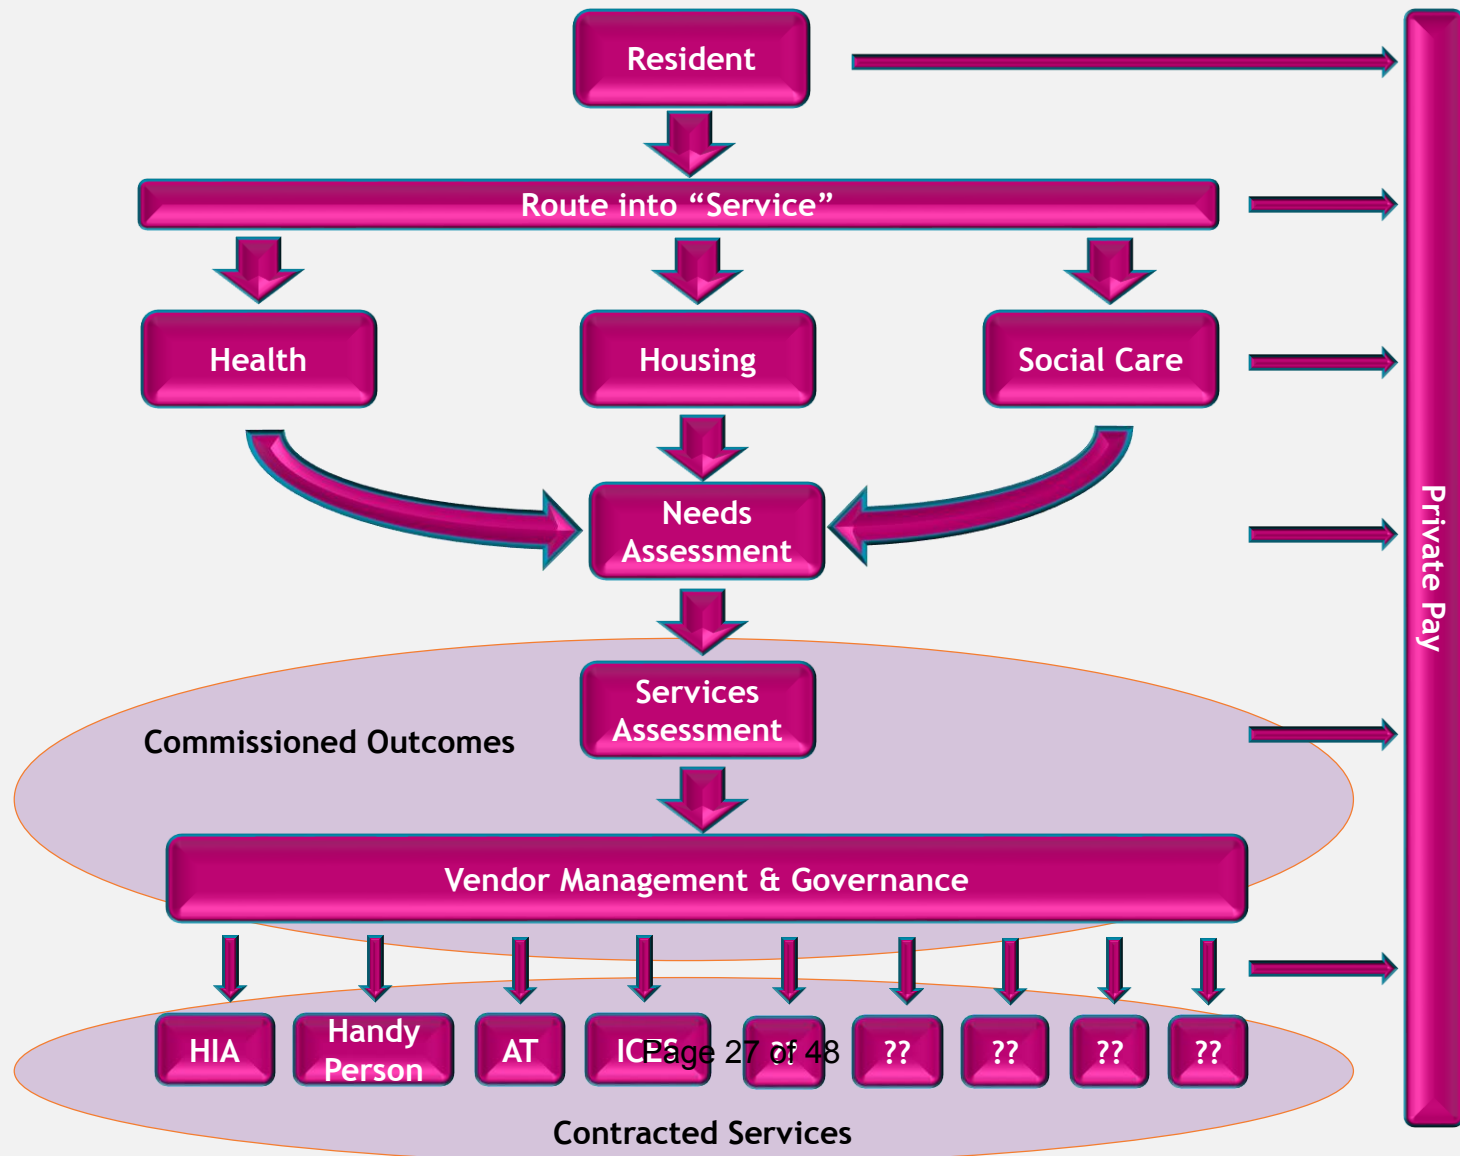 Resident
Route into “Service”
Health
Housing
Social Care
Needs
Assessment
Private Pay
Services
Assessment
Commissioned Outcomes
Vendor Management & Governance
HIA
Handy
Person
AT
ICES
??
??
??
??
??
Page 27 of 48
Contracted Services